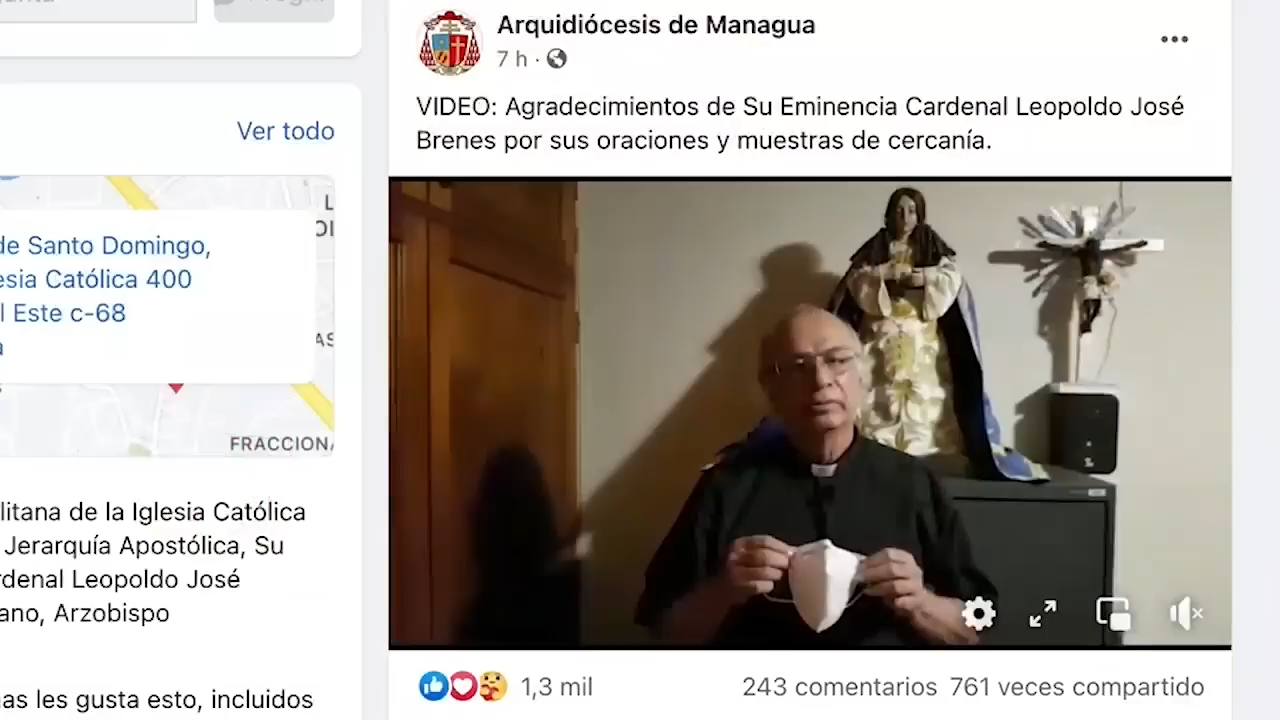 Arquidiócesis de Managua
7 h ·
VIDEO: Agradecimientos de Su Eminencia Cardenal Leopoldo José
Brenes por sus oraciones y muestras de cercanía.
Ver todo
de Santo Domingo,
esia Católica 400
l Este c-68
a
FRACCIONA
litana de la Iglesia Católica
Jerarquía Apostólica, Su
rdenal Leopoldo José
ano, Arzobispo
as les gusta esto, incluidos
1,3 mil
243 comentarios 761 veces compartido